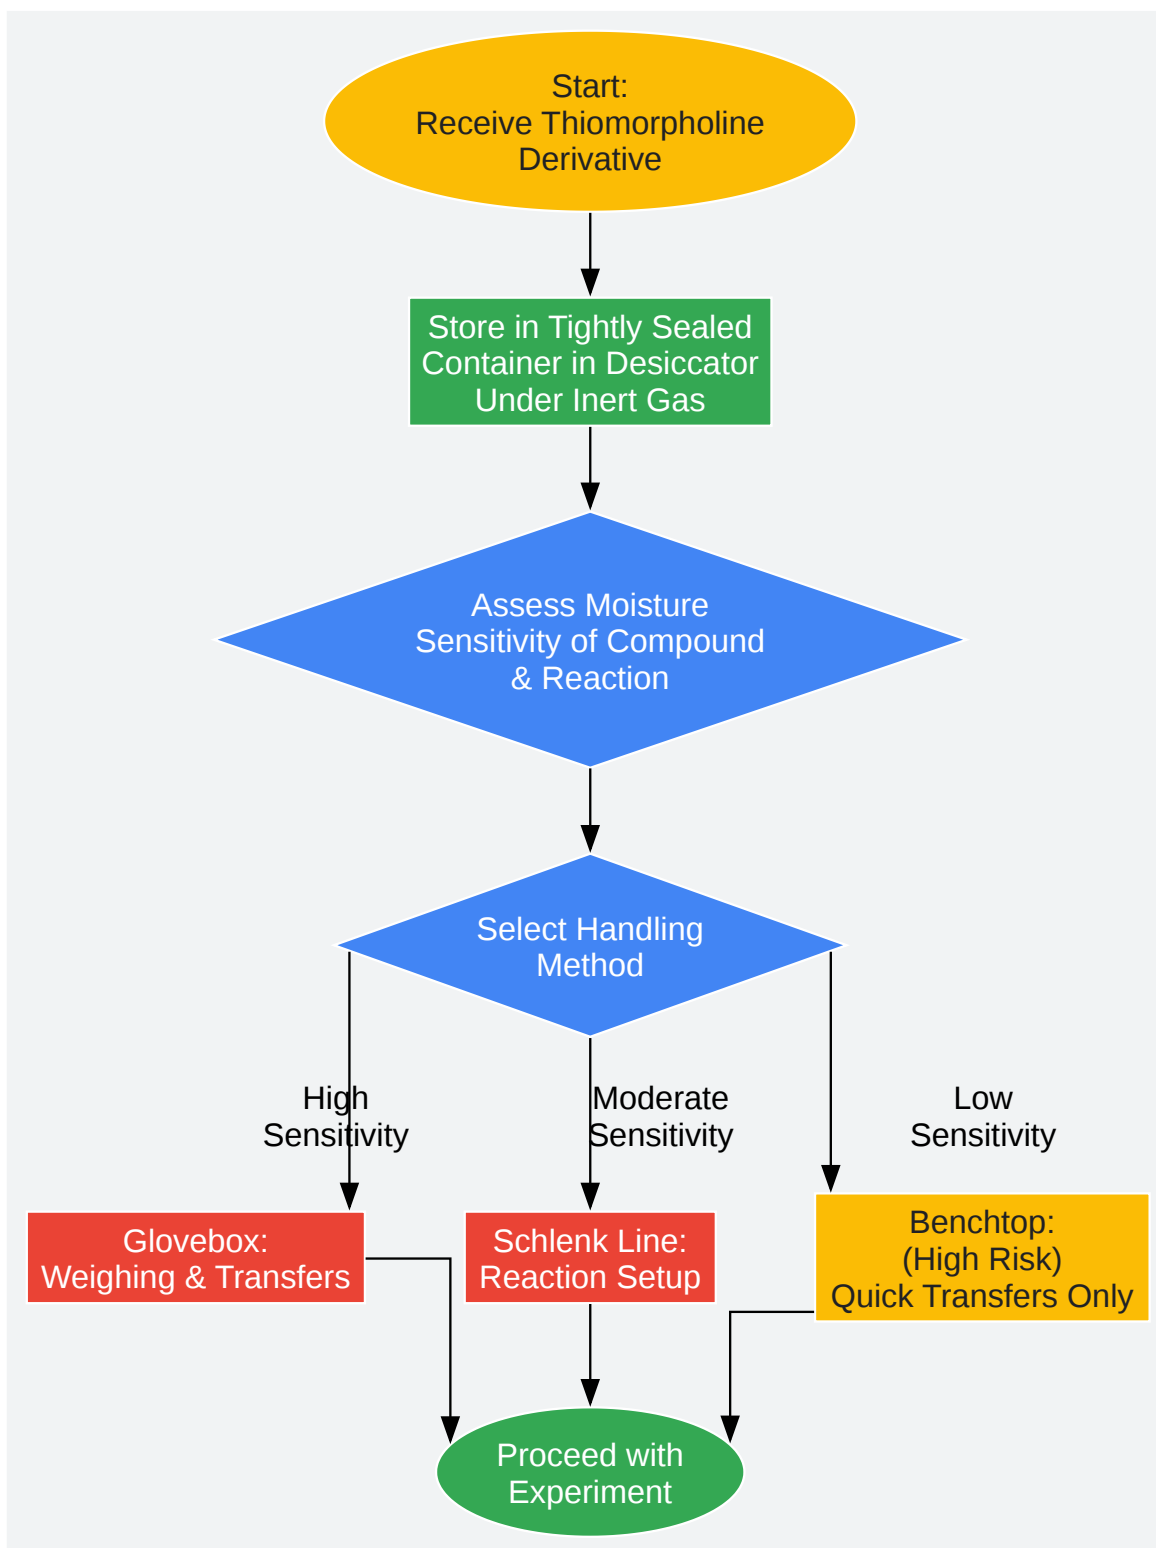 Start:
Receive Thiomorpholine
Derivative
Store in Tightly Sealed
Container in Desiccator
Under Inert Gas
Assess Moisture
Sensitivity of Compound
& Reaction
Select Handling
Method
High
Sensitivity
Moderate
Sensitivity
Low
Sensitivity
Glovebox:
Weighing & Transfers
Schlenk Line:
Reaction Setup
Benchtop:
(High Risk)
Quick Transfers Only
Proceed with
Experiment